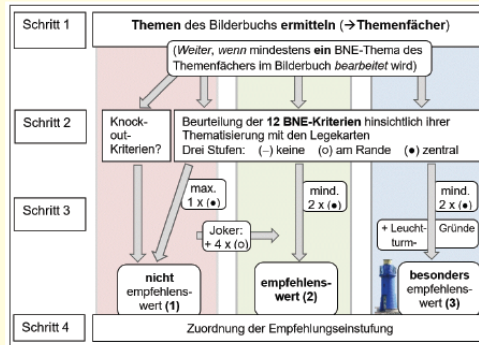 Schritt 1
Themen des Bilderbuchs ermitteln (→Themenfächer)
(Weiter, wenn mindestens ein BNE-Thema des
Themenfächers im Bilderbuch bearbeitet wird)
Schritt 2
Knock-
out-
Kriterien?
Beurteilung der 12 BNE-Kriterien hinsichtlich ihrer
Thematisierung mit den Legekarten
Drei Stufen: (–) keine (o) am Rande (●) zentral
Schritt 3
max.
1 x (●)
mind.
2 x (●)
mind.
2 x (●)
Joker:
+ 4 x (o)
+ Leucht-
turm-
Gründe
nicht
empfehlens-
wert (1)
empfehlens-
wert (2)
besonders
empfehlens-
wert (3)
Schritt 4
Zuordnung der Empfehlungseinstufung